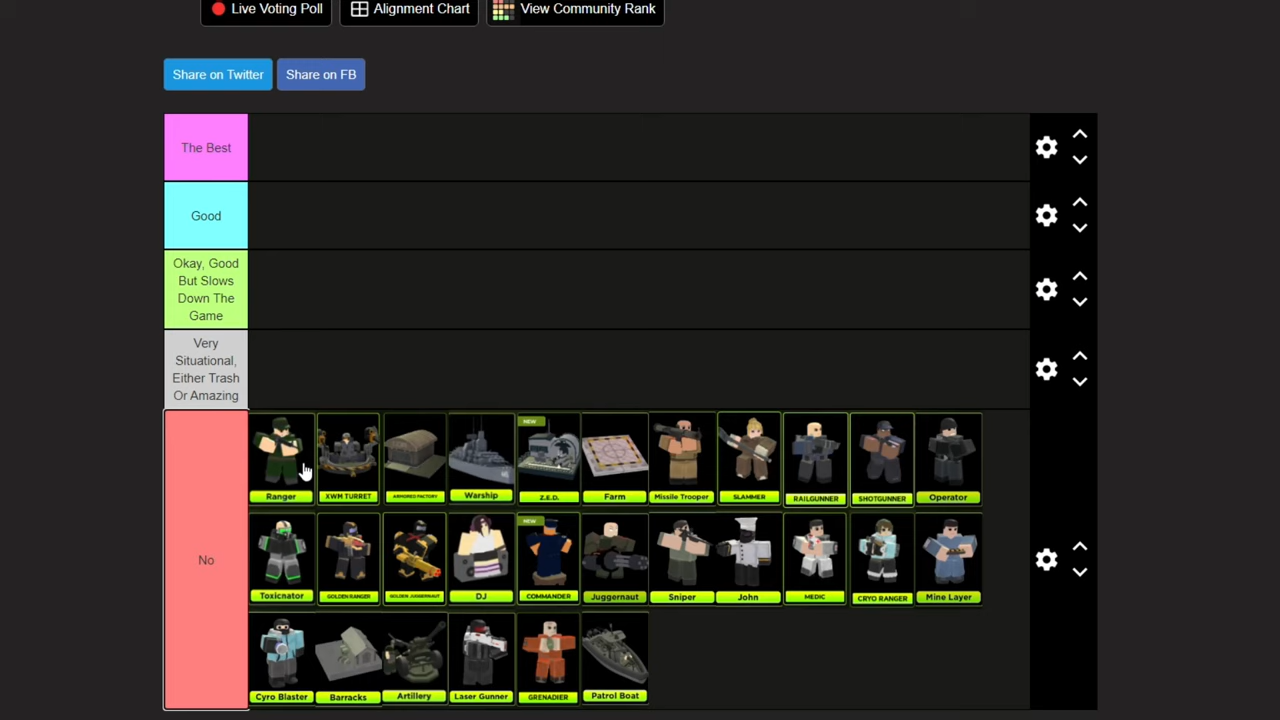 Live Voting Poll
Alignment Chart
View Community Rank
Share on Twitter
Share on FB
The Best
Good
Okay, Good
But Slows
Down The
Game
Very
Situational,
Either Trash
Or Amazing
No
Ranger
XWM TURRET
ARMORED FACTORY
Warship
NEW
Z.E.D.
Farm
Missile Trooper
SLAMMER
RAILGUNNER
SHOTGUNNER
Operator
Toxicnator
GOLDEN RANGER
GOLDEN JUGGERNAUT
DJ
NEW
COMMANDER
Juggernaut
Sniper
John
MEDIC
CRYO RANGER
Mine Layer
Cyro Blaster
Barracks
Artillery
Laser Gunner
GRENADIER
Patrol Boat